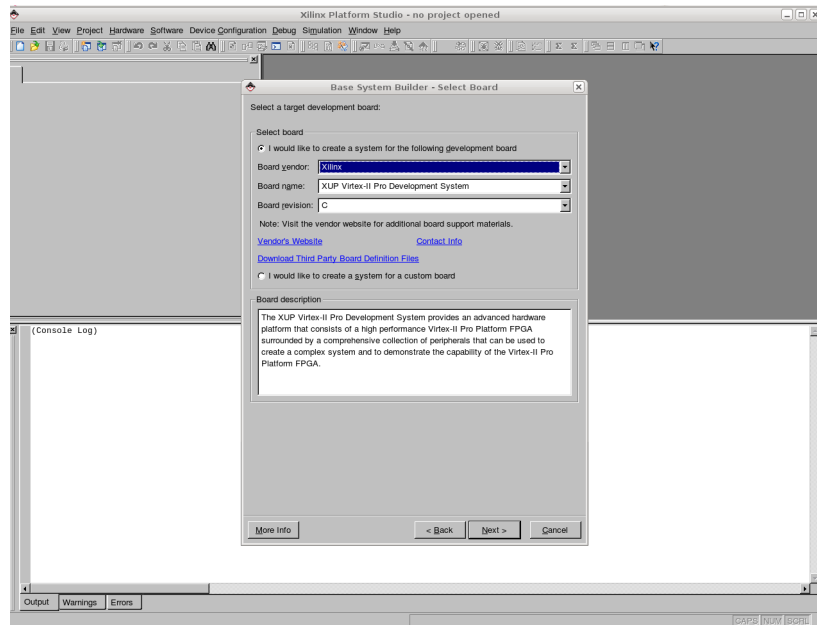 Xilinx Platform Studio - no project opened
File Edit View Project Hardware Software Device Configuration Debug Simulation Window Help
Base System Builder - Select Board
Select a target development board:
Select board
I would like to create a system for the following development board
Board vendor: Xilinx
Board name: XUP Virtex-II Pro Development System
Board revision: C
Note: Visit the vendor website for additional board support materials.
Vendor's Website Contact Info
Download Third Party Board Definition Files
I would like to create a system for a custom board
Board description
The XUP Virtex-II Pro Development System provides an advanced hardware
platform that consists of a high performance Virtex-II Pro Platform FPGA
surrounded by a comprehensive collection of peripherals that can be used to
create a complex system and to demonstrate the capability of the Virtex-II Pro
Platform FPGA.
(Console Log)
More Info < Back Next > Cancel
Output Warnings Errors
CAPS NUM SCRL